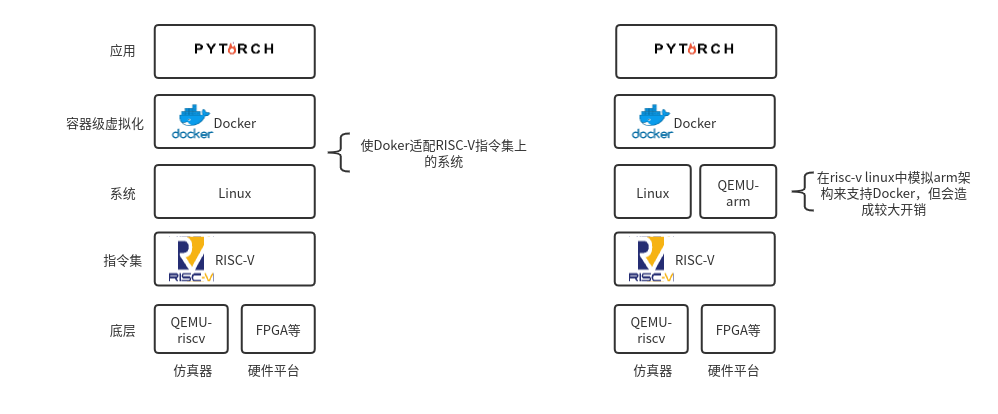 应用
PYTORCH
PYTORCH
容器级虚拟化
docker
Docker
docker
Docker
使Doker适配RISC-V指令集上
的系统
系统
Linux
Linux
QEMU-
arm
在risc-v linux中模拟arm架
构来支持Docker，但会造
成较大开销
指令集
RISC-V
RISC-V
RISC-V
RISC-V
底层
QEMU-
riscv
FPGA等
QEMU-
riscv
FPGA等
仿真器
硬件平台
仿真器
硬件平台